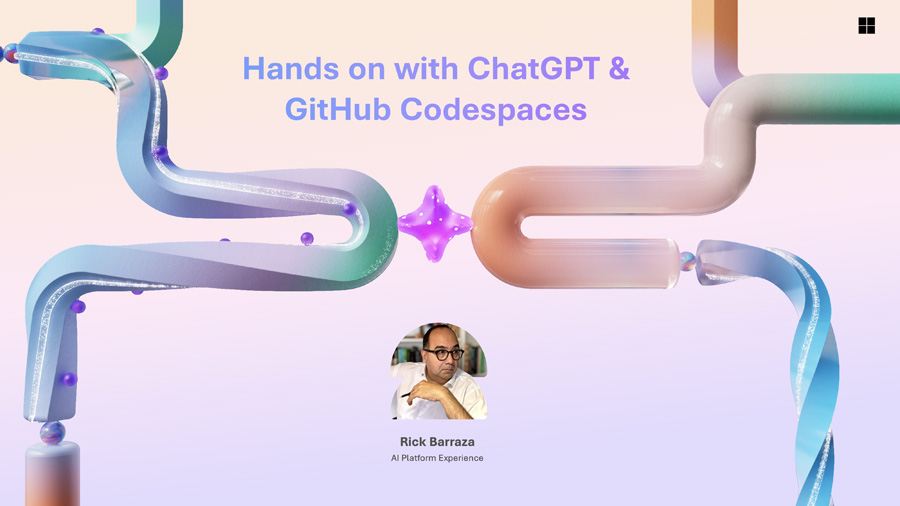 Hands on with ChatGPT &
GitHub Codespaces
Rick Barraza
AI Platform Experience